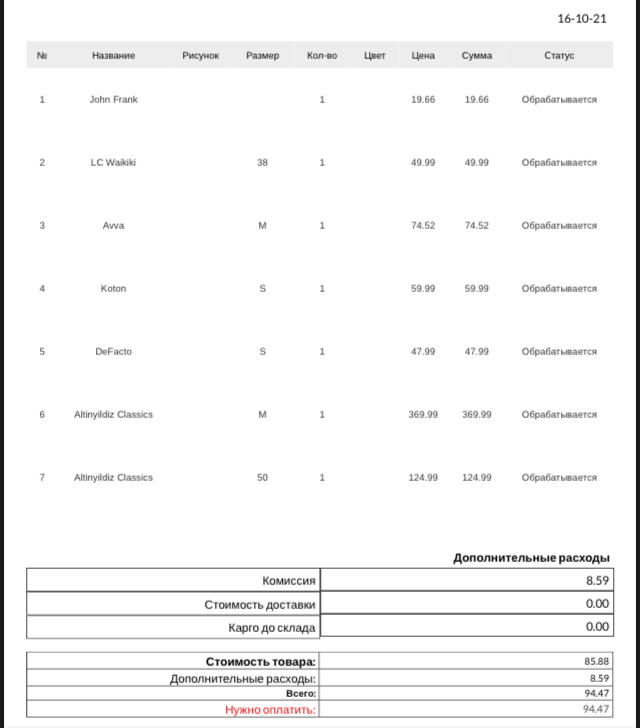 16-10-21
№ Название Рисунок Размер Кол-во Цвет Цена Сумма Статус
1 John Frank 1 19.66 19.66 Обрабатывается
2 LC Waikiki 38 1 49.99 49.99 Обрабатывается
3 Avva M 1 74.52 74.52 Обрабатывается
4 Koton S 1 59.99 59.99 Обрабатывается
5 DeFacto S 1 47.99 47.99 Обрабатывается
6 Altinyildiz Classics M 1 369.99 369.99 Обрабатывается
7 Altinyildiz Classics 50 1 124.99 124.99 Обрабатывается
Дополнительные расходы
Комиссия 8.59
Стоимость доставки 0.00
Карго до склада 0.00
Стоимость товара: 85.88
Дополнительные расходы: 8.59
Всего: 94.47
Нужно оплатить: 94.47